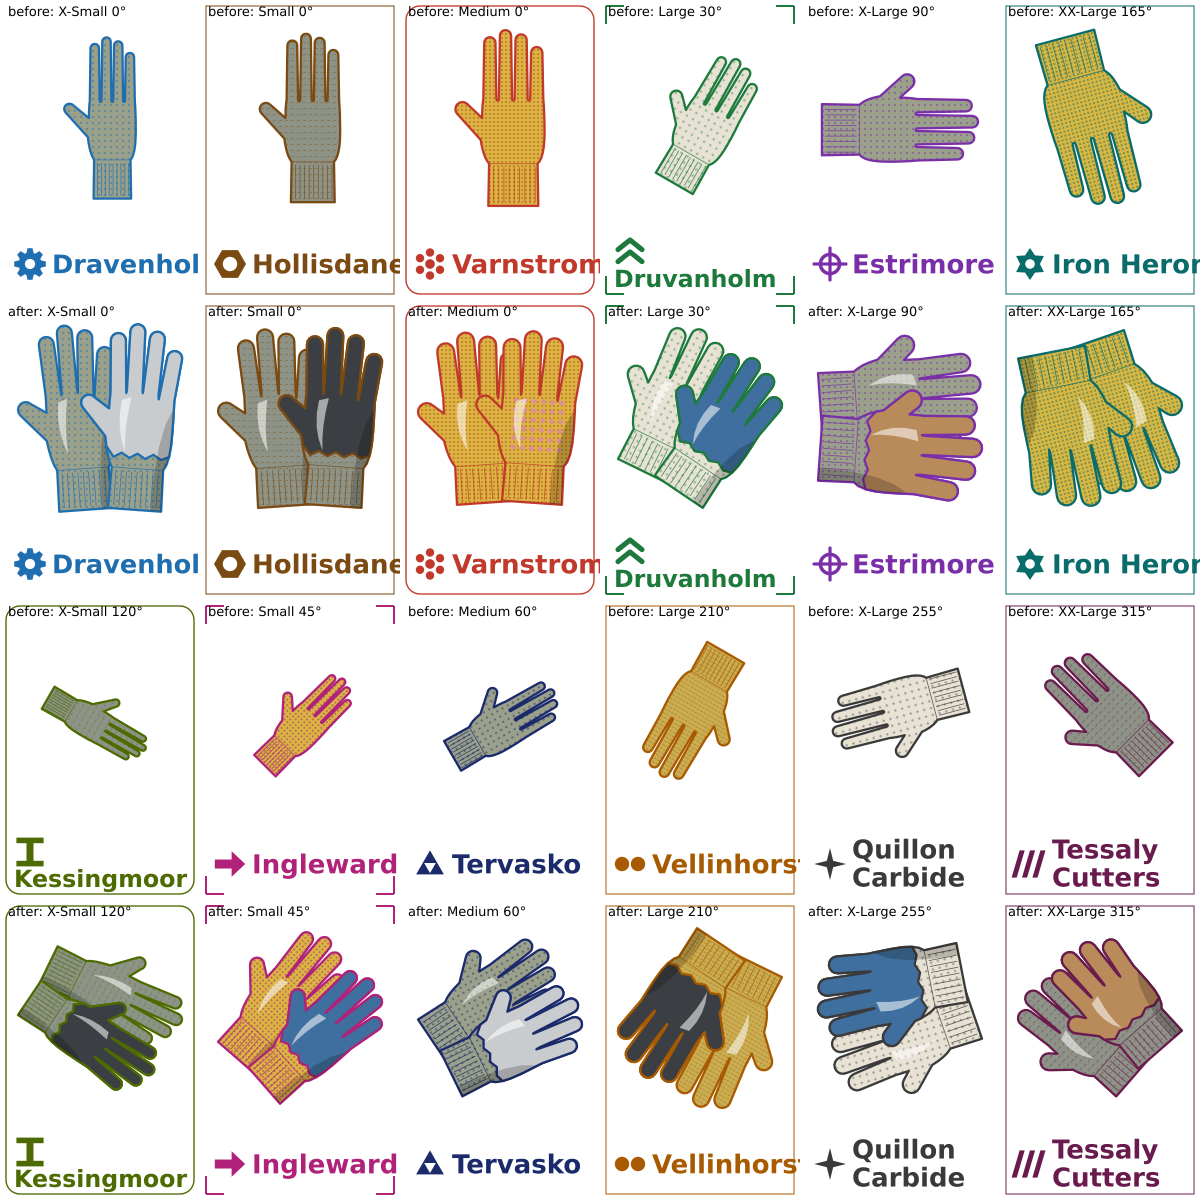 before: X-Small 0°
before: Small 0°
before: Medium 0°
before: Large 30°
before: X-Large 90°
before: XX-Large 165°
Dravenhol
Hollisdane
Varnstrom
Druvanholm
Estrimore
Iron Heron
after: X-Small 0°
after: Small 0°
after: Medium 0°
after: Large 30°
after: X-Large 90°
after: XX-Large 165°
Dravenhol
Hollisdane
Varnstrom
Druvanholm
Estrimore
Iron Heron
before: X-Small 120°
before: Small 45°
before: Medium 60°
before: Large 210°
before: X-Large 255°
before: XX-Large 315°
Kessingmoor
Ingleward
Tervasko
Vellinhorst
Quillon
Carbide
Tessaly
Cutters
after: X-Small 120°
after: Small 45°
after: Medium 60°
after: Large 210°
after: X-Large 255°
after: XX-Large 315°
Kessingmoor
Ingleward
Tervasko
Vellinhorst
Quillon
Carbide
Tessaly
Cutters